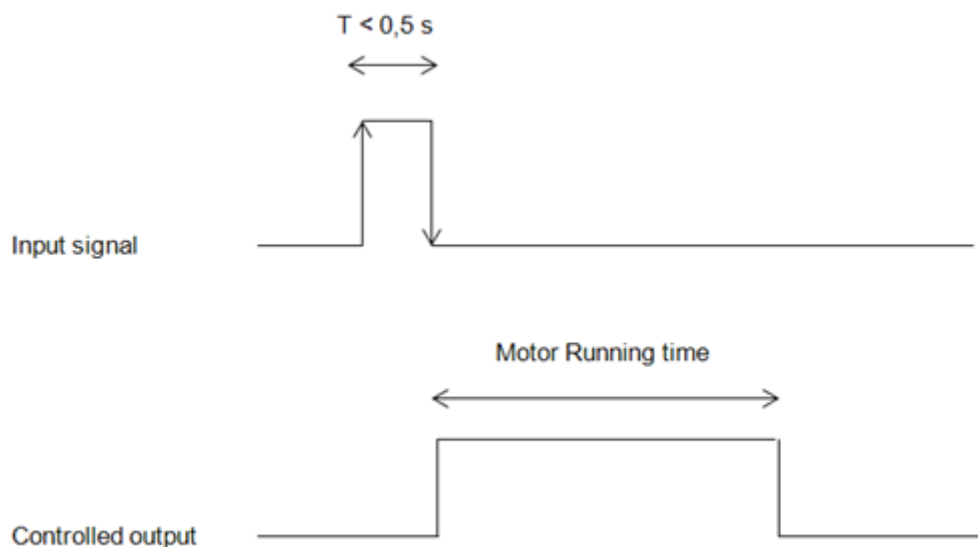 T < 0,5 s
Input signal
Motor Running time
Controlled output